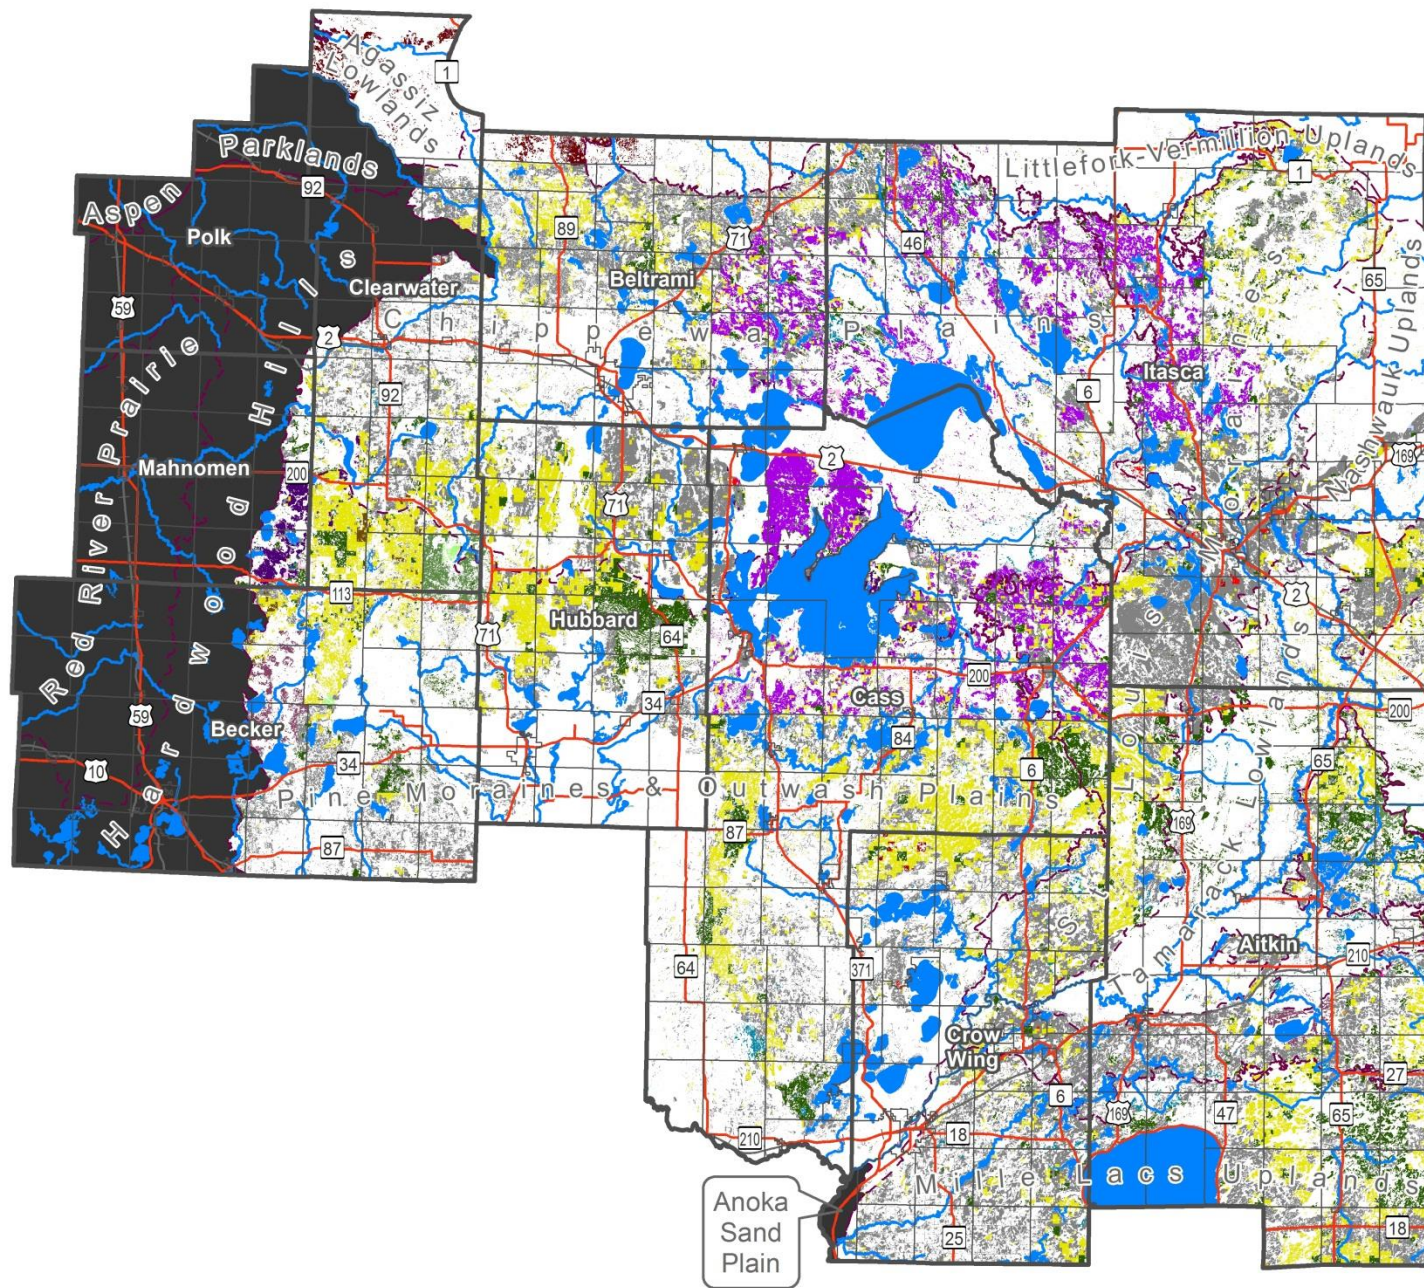 Agassiz
Lowlands
1
Parklands
Aspen
92
Polk
Littlefork-Vermillion Uplands
1
89
71
46
Beltrami
Clearwater
59
65
Chippewa Plains
2
Itasca
6
92
Nashwauk Uplands
169
2
Mahnomen
200
71
Red River Prairie
Hardwood Hills
St. Louis Moraines
2
113
Hubbard
71
64
200
Cass
34
84
200
59
Becker
65
34
10
6
Pine Moraines & Outwash Plains
169
87
87
Tamarack Lowlands
Aitkin
210
64
371
Crow
Wing
27
6
169
47
65
210
18
Mille Lacs Uplands
Anoka
Sand
Plain
25
18